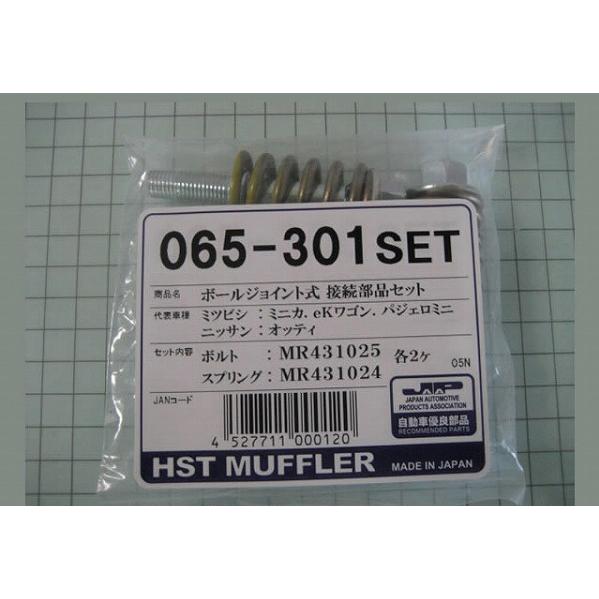 065-301SET
商品名 ボールジョイント式 接続部品セット
代表車種 ミツビシ：ミニカ．eKワゴン．パジェロミニ
ニッサン：オッティ
セット内容 ボルト：MR431025 各2ケ
スプリング：MR431024
05N
JANコード
JAP
JAPAN AUTOMOTIVE
PRODUCTS ASSOCIATION
自動車優良部品
RECOMMENDED PARTS
4 527711 000120
HST MUFFLER MADE IN JAPAN